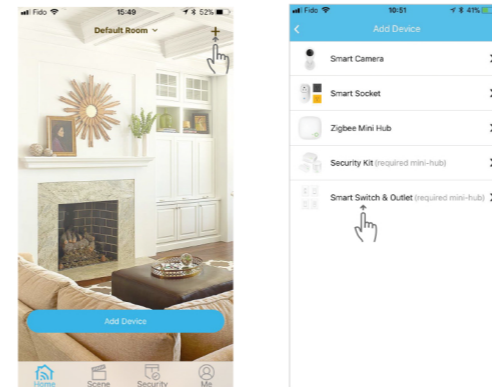 Fido 15:49 52%
Default Room
+
Add Device
Home Scene Security Me
Fido 10:51 41%
Add Device
Smart Camera
Smart Socket
Zigbee Mini Hub
Security Kit (required mini-hub)
Smart Switch & Outlet (required mini-hub)